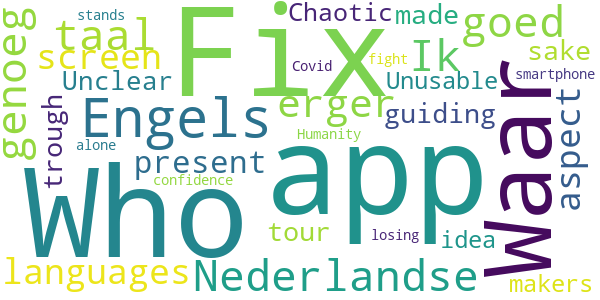 stands
Chaotic
made
goed
genoeg
taal
Fix
Ik
screen
Covid
fight
sake
Unclear
Unusable
smartphone
trough
Engels
erger
guiding
Waar
aspect
Humanity
alone
present
app
Who
confidence
tour
losing
idea
languages
Nederlandse
makers